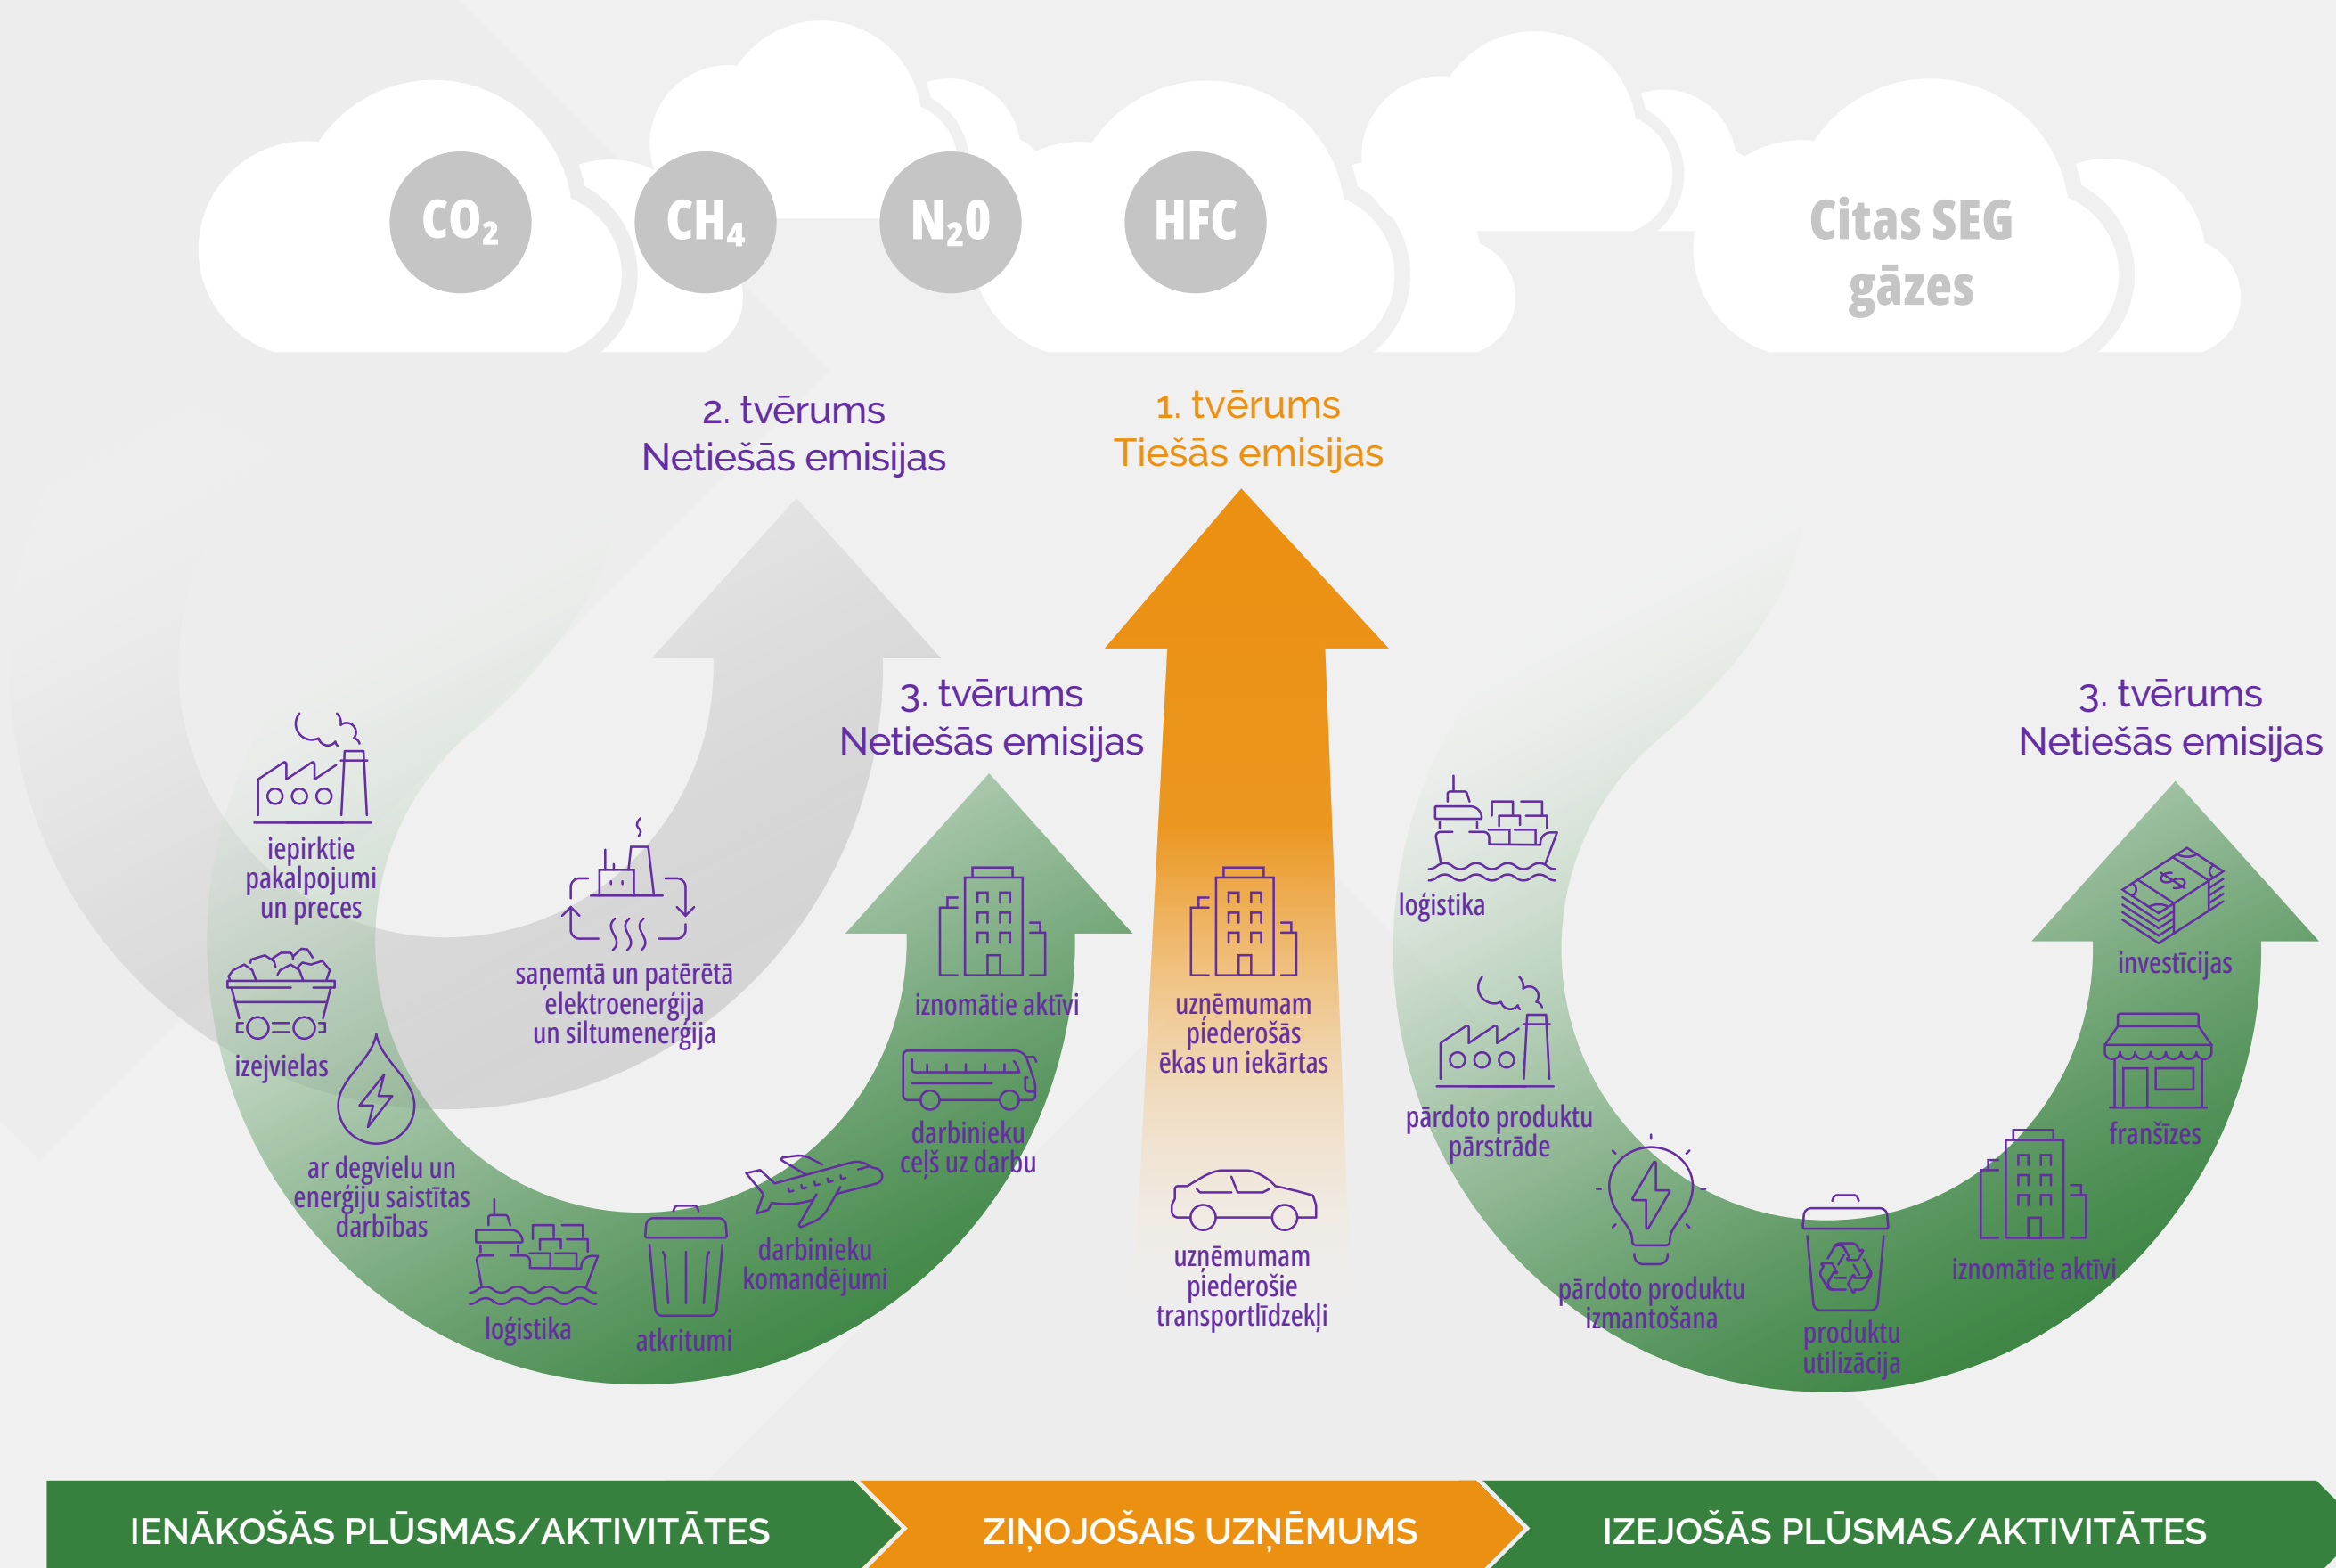 CO₂
CH₄
N₂0
HFC
Citas SEG
gāzes
2. tvērums
Netiešās emisijas
1. tvērums
Tiešās emisijas
3. tvērums
Netiešās emisijas
3. tvērums
Netiešās emisijas
iepirktie
pakalpojumi
un preces
izejvielas
ar degvielu un
enerģiju saistītas
darbības
loģistika
atkritumi
darbinieku
komandējumi
darbinieku
ceļš uz darbu
iznomātie aktīvi
saņemtā un patērētā
elektroenerģija
un siltumenerģija
uzņēmumam
piederošās
ēkas un iekārtas
uzņēmumam
piederošie
transportlīdzekļi
loģistika
pārdoto produktu
pārstrāde
pārdoto produktu
izmantošana
produktu
utilizācija
iznomātie aktīvi
franšīzes
investīcijas
$
IENĀKOŠĀS PLŪSMAS/AKTIVITĀTES
ZIŅOJOŠAIS UZŅĒMUMS
IZEJOŠĀS PLŪSMAS/AKTIVITĀTES